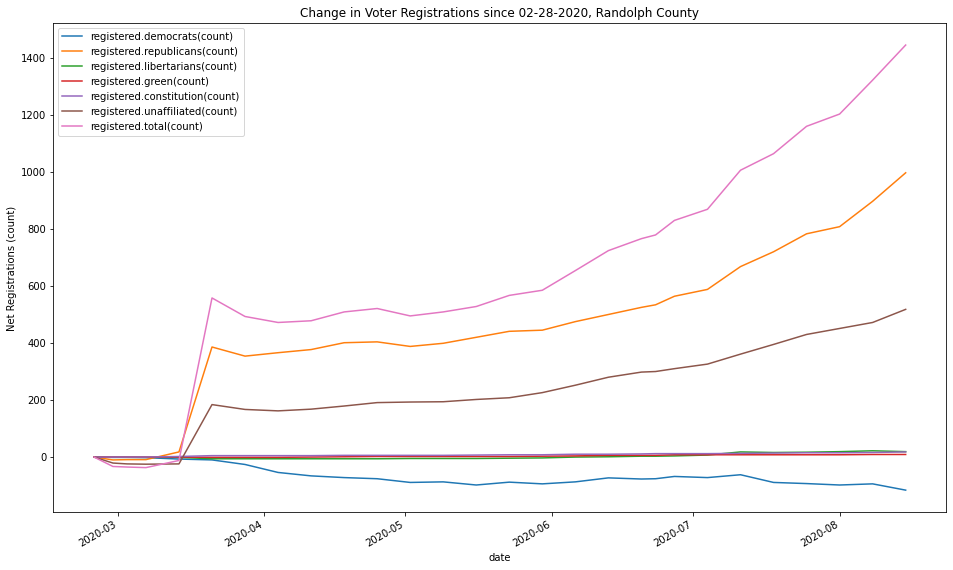 Change in Voter Registrations since 02-28-2020, Randolph County
registered.democrats(count)
registered.republicans(count)
registered.libertarians(count)
registered.green(count)
registered.constitution(count)
registered.unaffiliated(count)
registered.total(count)
Net Registrations (count)
1400
1200
1000
800
600
400
200
0
2020-03
2020-04
2020-05
2020-06
2020-07
2020-08
date